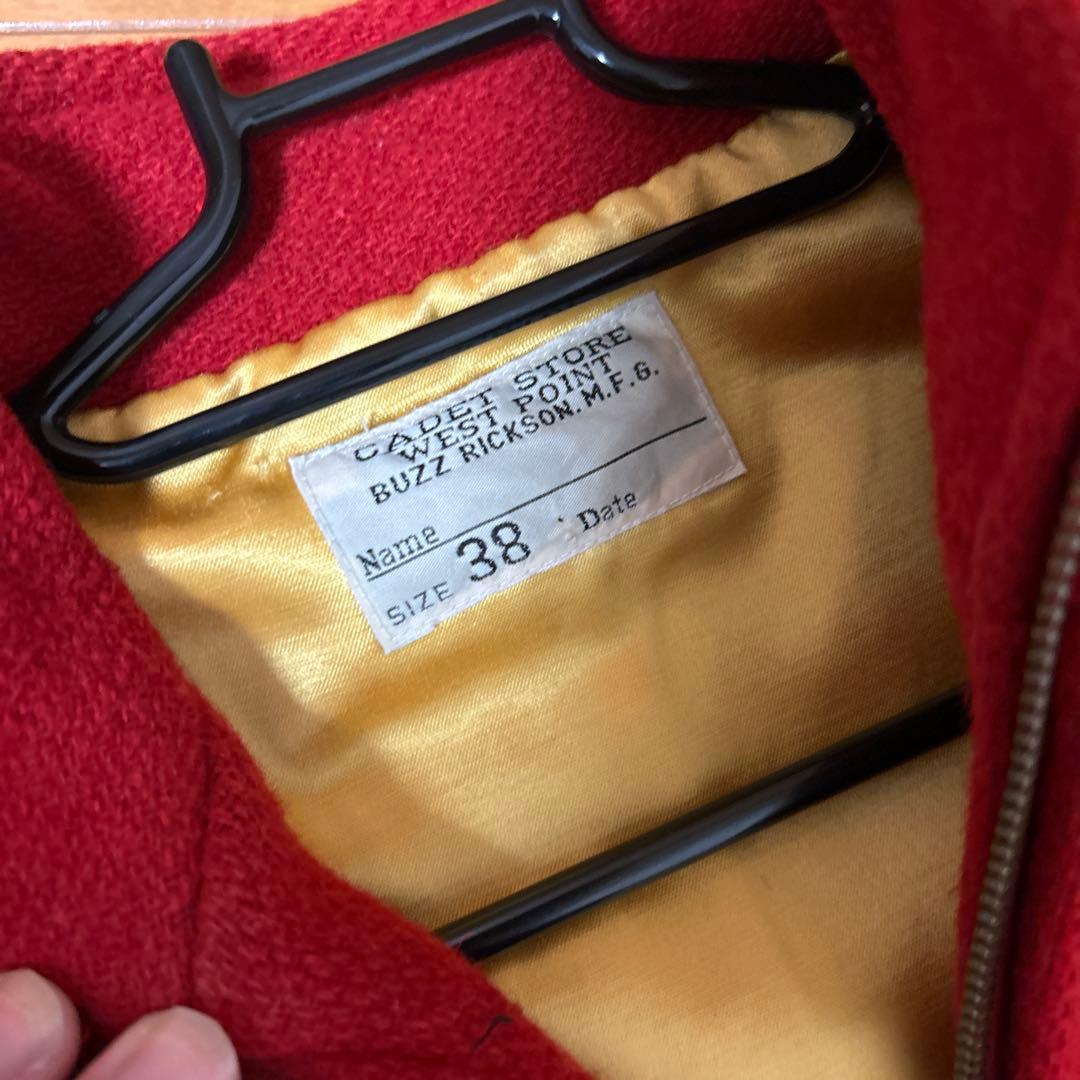 CADET STORE
WEST POINT
BUZZ RICKSON. M.F.G.
Name
SIZE 38 Date